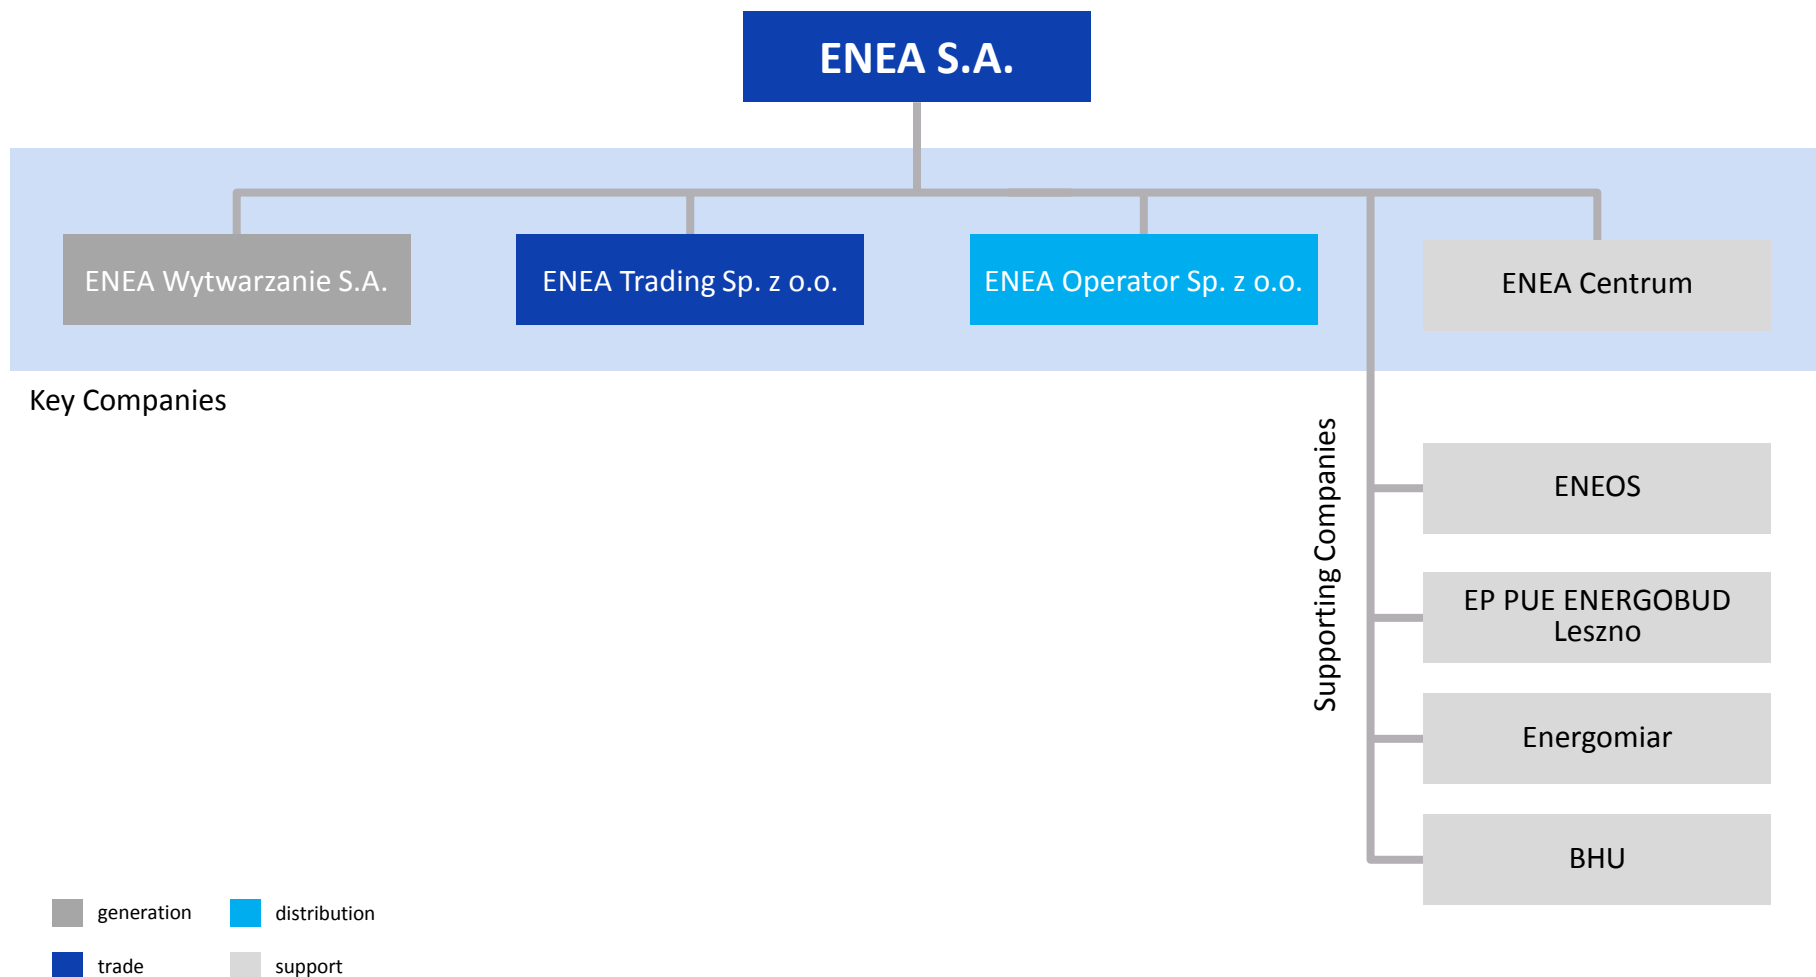 ENEA S.A.
ENEA Wytwarzanie S.A.
ENEA Trading Sp. z o.o.
ENEA Operator Sp. z o.o.
ENEA Centrum
Key Companies
Supporting Companies
ENEOS
EP PUE ENERGOBUD
Leszno
Energomiar
BHU
generation
distribution
trade
support